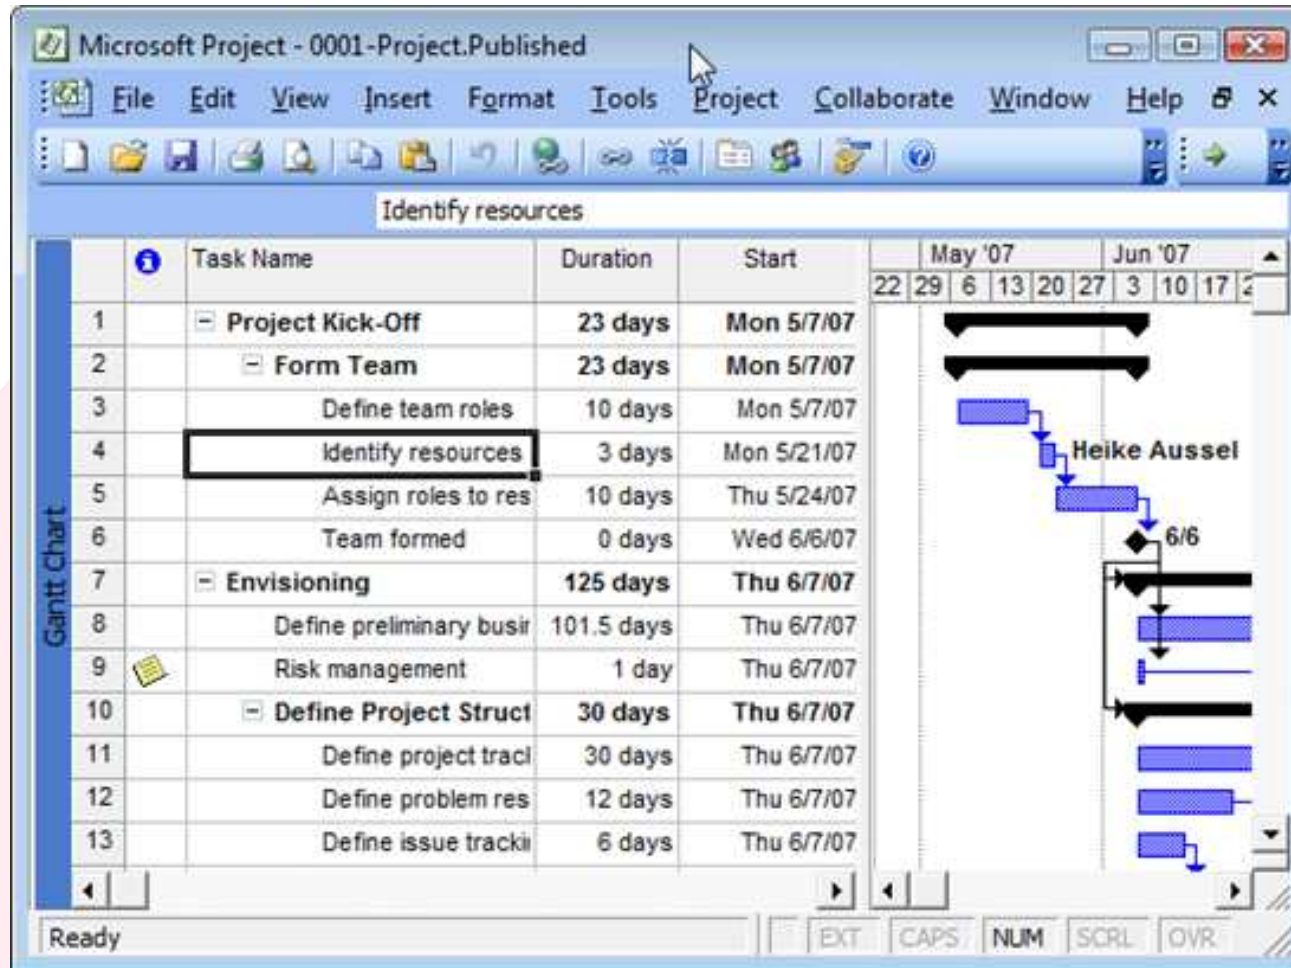 Microsoft Project - 0001-Project.Published
File Edit View Insert Format Tools Project Collaborate Window Help
Identify resources
Task Name Duration Start May '07 Jun '07
22 29 6 13 20 27 3 10 17 2
1 Project Kick-Off 23 days Mon 5/7/07
2 Form Team 23 days Mon 5/7/07
3 Define team roles 10 days Mon 5/7/07
4 Identify resources 3 days Mon 5/21/07 Heike Aussel
5 Assign roles to res 10 days Thu 5/24/07
6 Team formed 0 days Wed 6/6/07 6/6
7 Envisioning 125 days Thu 6/7/07
8 Define preliminary busir 101.5 days Thu 6/7/07
9 Risk management 1 day Thu 6/7/07
10 Define Project Struct 30 days Thu 6/7/07
11 Define project tracl 30 days Thu 6/7/07
12 Define problem res 12 days Thu 6/7/07
13 Define issue trackii 6 days Thu 6/7/07
Gantt Chart
Ready EXT CAPS NUM SCRL OVR